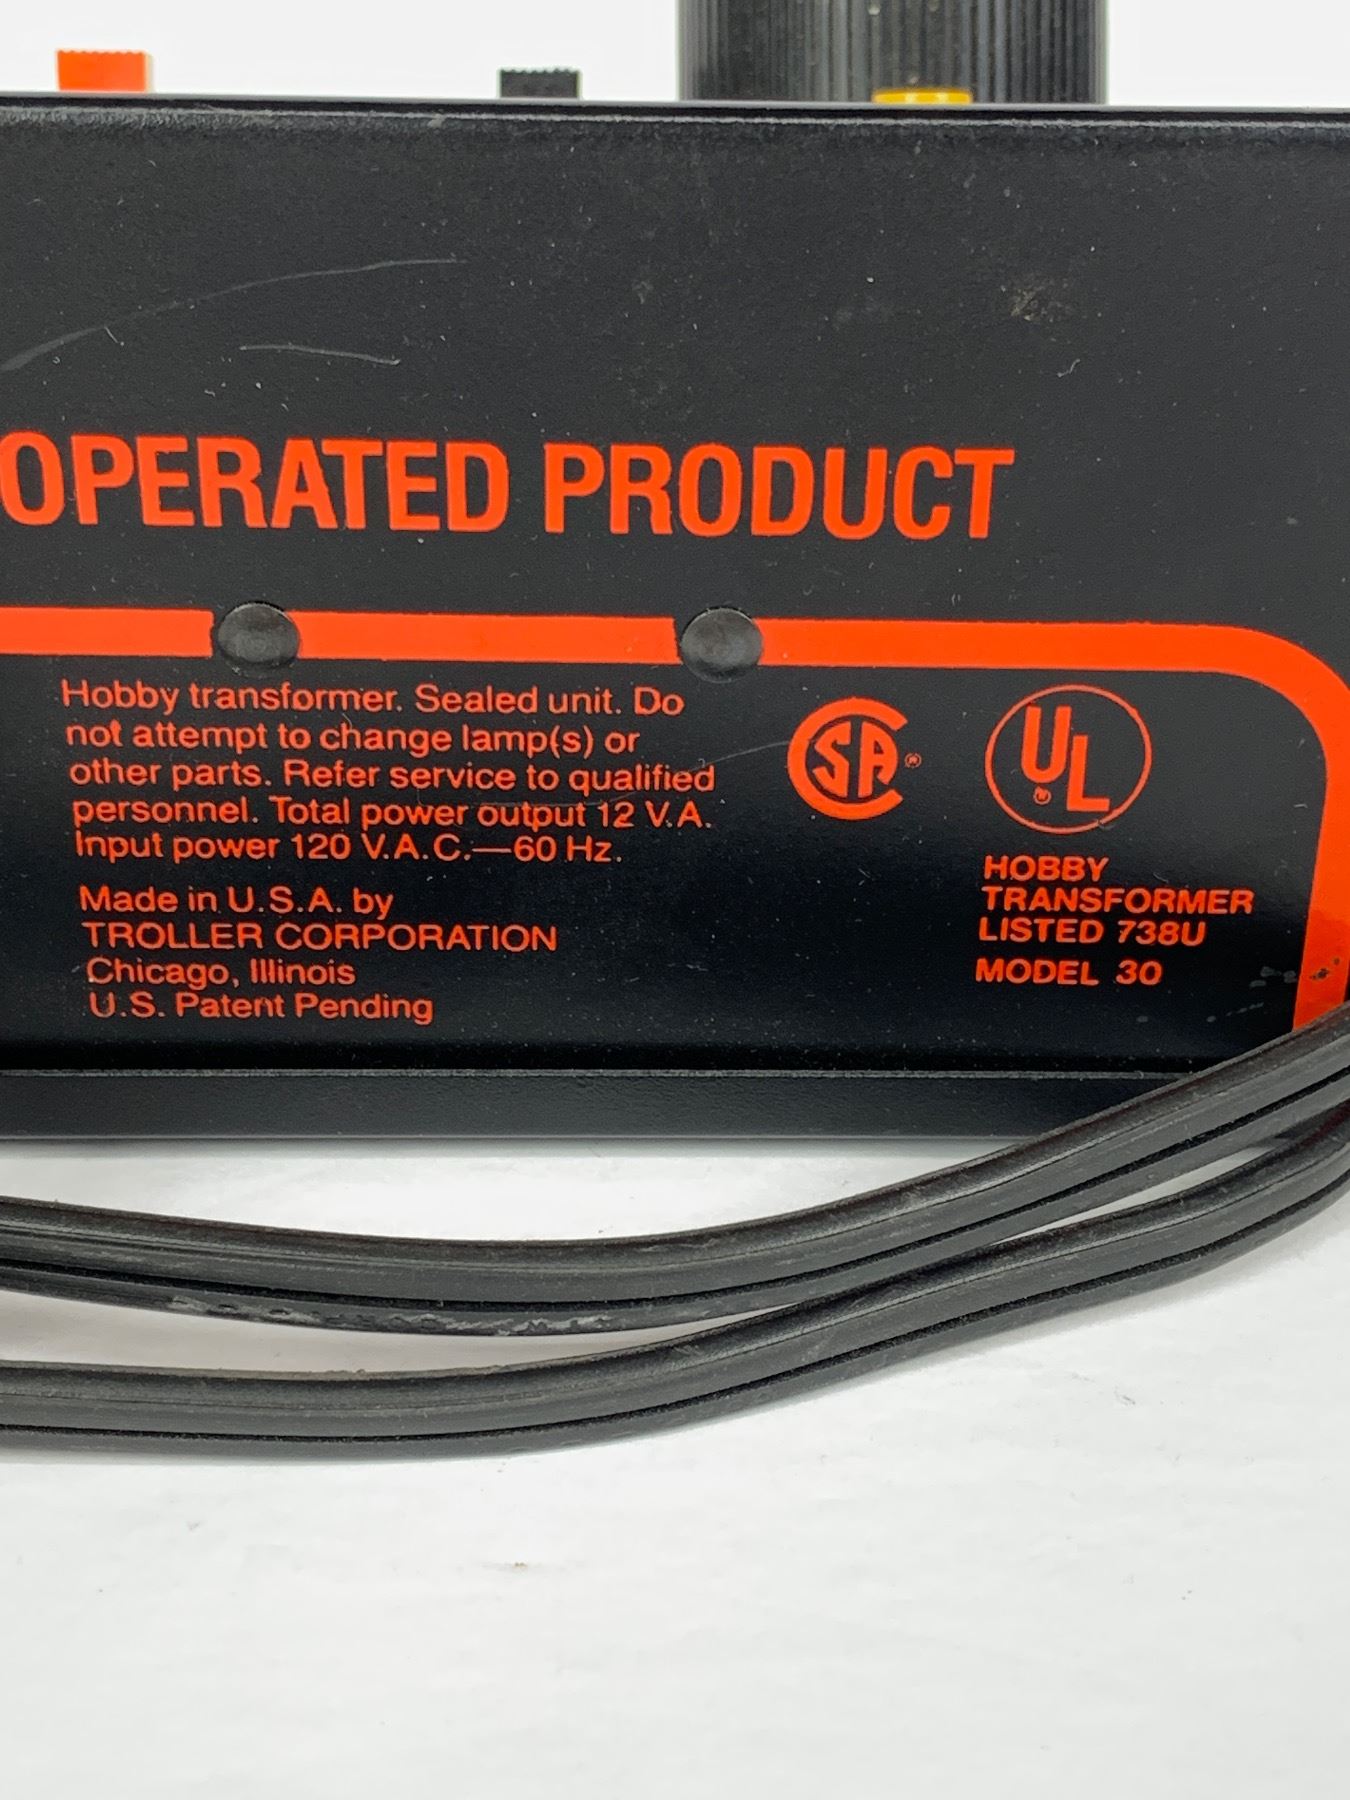 OPERATED PRODUCT
Hobby transformer. Sealed unit. Do
not attempt to change lamp(s) or
other parts. Refer service to qualified
personnel. Total power output 12 V.A.
Input power 120 V.A.C.—60 Hz.
Made in U.S.A. by
TROLLER CORPORATION
Chicago, Illinois
U.S. Patent Pending
SA ®
UL ®
HOBBY
TRANSFORMER
LISTED 738U
MODEL 30